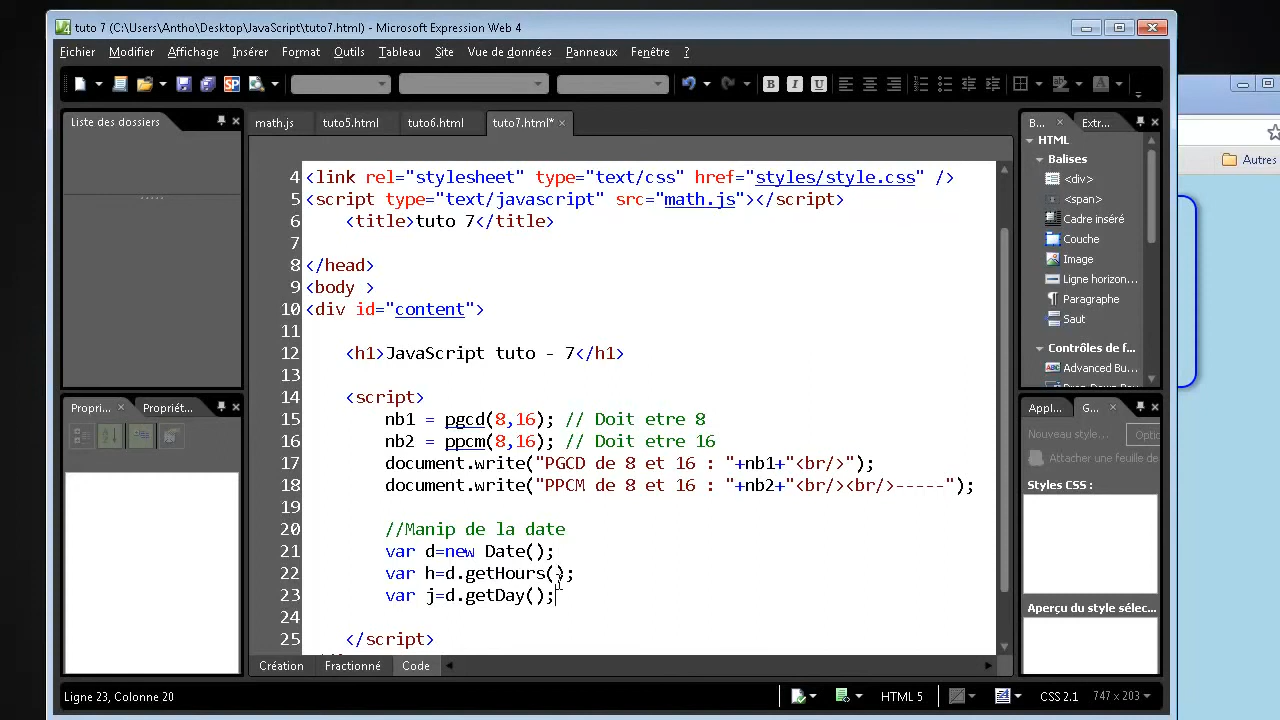 tuto 7 (C:\Users\Antho\Desktop\JavaScript\tuto7.html) - Microsoft Expression Web 4
Fichier Modifier Affichage Insérer Format Outils Tableau Site Vue de données Panneaux Fenêtre ?
Liste des dossiers
math.js tuto5.html tuto6.html tuto7.html*
B... Extr...
HTML
Balises
<div>
<span>
Cadre inséré
Couche
Image
Ligne horizon...
Paragraphe
Saut
Contrôles de f...
Advanced Bu...
Autres
4 <link rel="stylesheet" type="text/css" href="styles/style.css" />
5 <script type="text/javascript" src="math.js"></script>
6 <title>tuto 7</title>
7
8 </head>
9 <body >
10 <div id="content">
11
12 <h1>JavaScript tuto - 7</h1>
13
14 <script>
15 nb1 = pgcd(8,16); // Doit etre 8
16 nb2 = ppcm(8,16); // Doit etre 16
17 document.write("PGCD de 8 et 16 : "+nb1+"<br/>");
18 document.write("PPCM de 8 et 16 : "+nb2+"<br/><br/>-----");
19
20 //Manip de la date
21 var d=new Date();
22 var h=d.getHours();
23 var j=d.getDay();
24
25 </script>
Propri... Propriét...
Appl... G...
Nouveau style... Optio
Attacher une feuille de
Styles CSS :
Aperçu du style sélec...
Création Fractionné Code
Ligne 23, Colonne 20
HTML 5 CSS 2.1 747 x 203